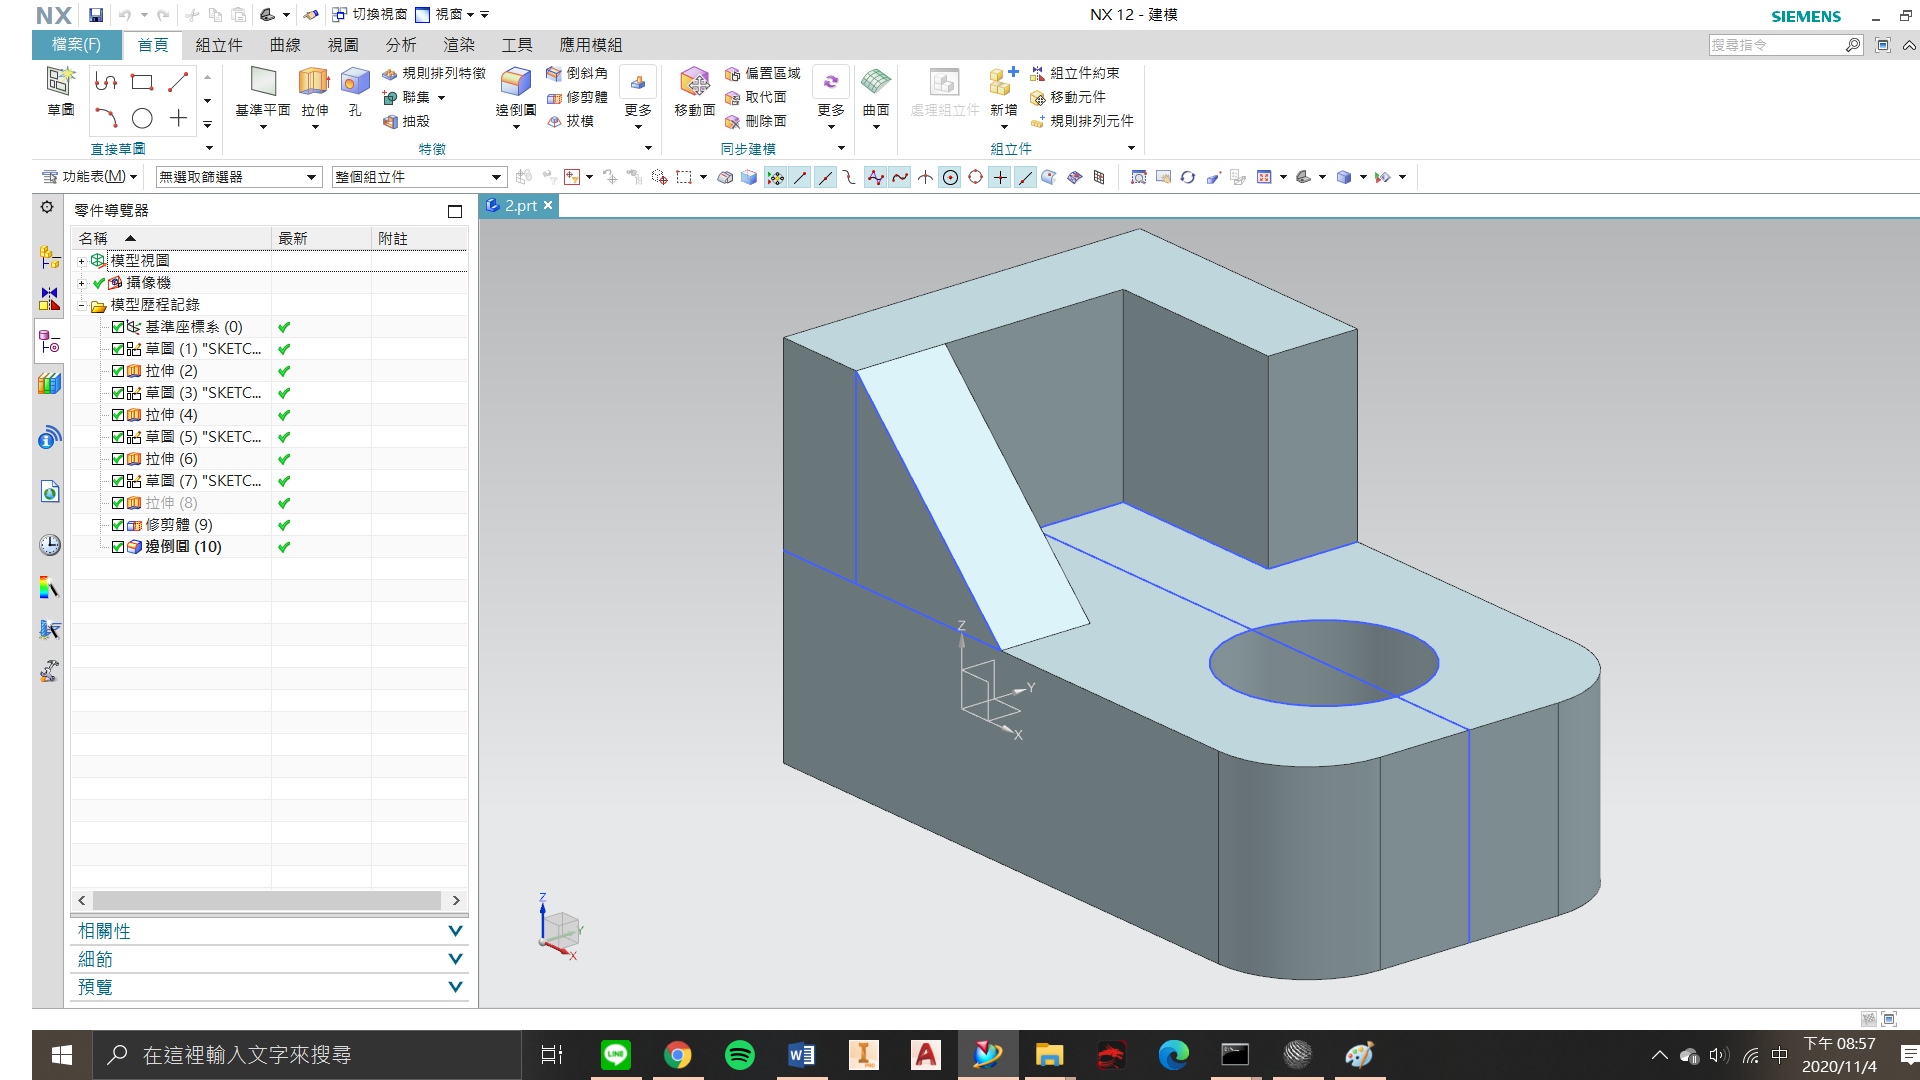 NX 切換視窗 視窗 NX 12 - 建模 SIEMENS
檔案(F) 首頁 組立件 曲線 視圖 分析 渲染 工具 應用模組 搜尋指令
草圖 基準平面 拉伸 孔 規則排列特徵 聯集 抽殼 邊倒圓 倒斜角 修剪體 拔模 更多 移動面 偏置區域 取代面 刪除面 更多 曲面 處理組立件 新增 組立件約束 移動元件 規則排列元件
直接草圖 特徵 同步建模 組立件
功能表(M) 無選取篩選器 整個組立件
零件導覽器 2.prt
名稱 最新 附註
模型視圖
攝像機
模型歷程記錄
基準座標系 (0)
草圖 (1) "SKETC...
拉伸 (2)
草圖 (3) "SKETC...
拉伸 (4)
草圖 (5) "SKETC...
拉伸 (6)
草圖 (7) "SKETC...
拉伸 (8)
修剪體 (9)
邊倒圓 (10)
Z
Y
X
Z
Y
X
相關性
細節
預覽
在這裡輸入文字來搜尋 LINE 中 下午 08:57
2020/11/4